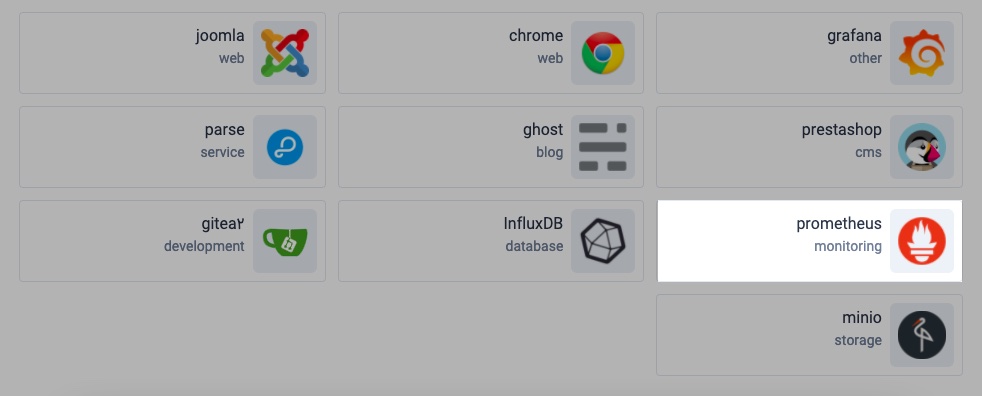 joomla
web
chrome
web
grafana
other
parse
service
ghost
blog
prestashop
cms
gitea۲
development
InfluxDB
database
prometheus
monitoring
minio
storage